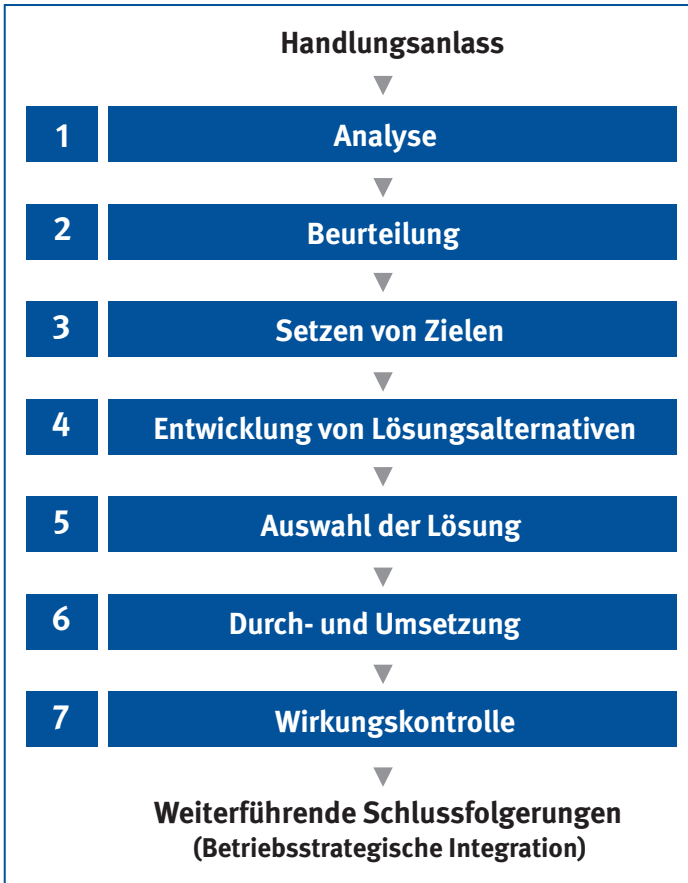 Handlungsanlass
1 Analyse
2 Beurteilung
3 Setzen von Zielen
4 Entwicklung von Lösungsalternativen
5 Auswahl der Lösung
6 Durch- und Umsetzung
7 Wirkungskontrolle
Weiterführende Schlussfolgerungen
(Betriebsstrategische Integration)